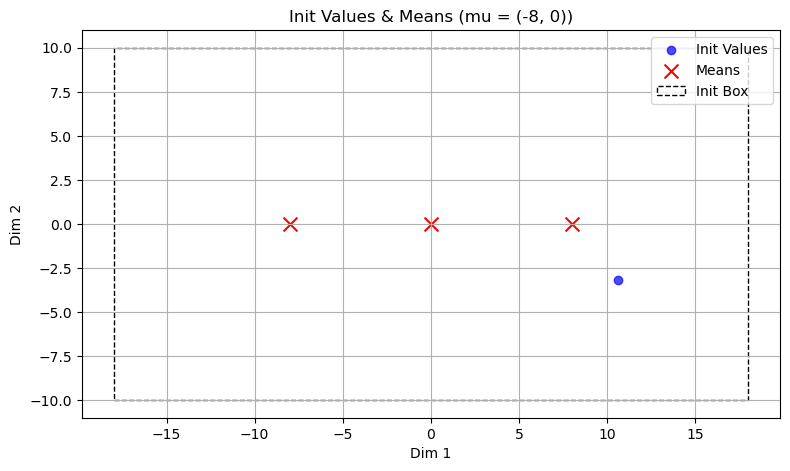 Init Values & Means (mu = (-8, 0))
Init Values
Means
Init Box
10.0
7.5
5.0
2.5
0.0
−2.5
−5.0
−7.5
−10.0
Dim 2
−15
−10
−5
0
5
10
15
Dim 1